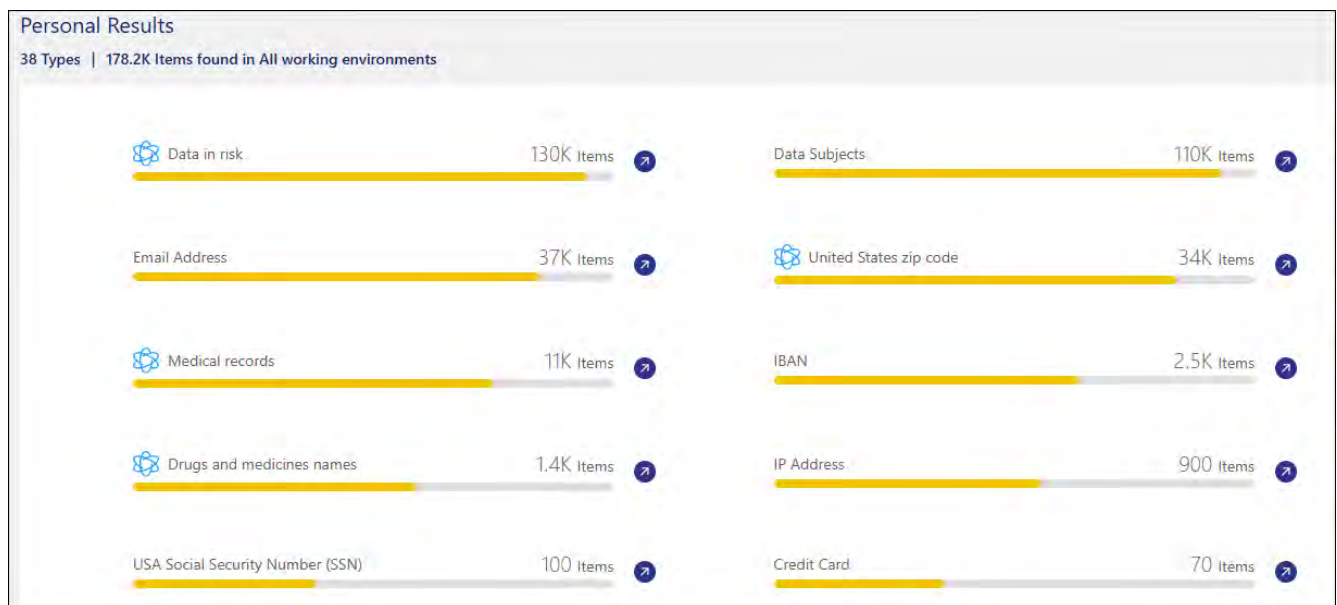 Personal Results
38 Types | 178.2K Items found in All working environments
Data in risk 130K Items
Data Subjects 110K Items
Email Address 37K Items
United States zip code 34K Items
Medical records 11K Items
IBAN 2.5K Items
Drugs and medicines names 1.4K Items
IP Address 900 Items
USA Social Security Number (SSN) 100 Items
Credit Card 70 Items